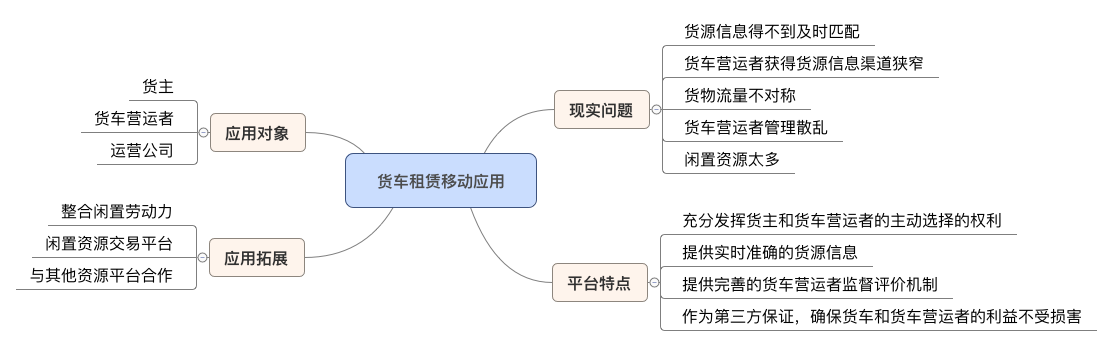 货车租赁移动应用
现实问题
货源信息得不到及时匹配
货车营运者获得货源信息渠道狭窄
货物流量不对称
货车营运者管理散乱
闲置资源太多
平台特点
充分发挥货主和货车营运者的主动选择的权利
提供实时准确的货源信息
提供完善的货车营运者监督评价机制
作为第三方保证，确保货车和货车营运者的利益不受损害
应用对象
货主
货车营运者
运营公司
应用拓展
整合闲置劳动力
闲置资源交易平台
与其他资源平台合作